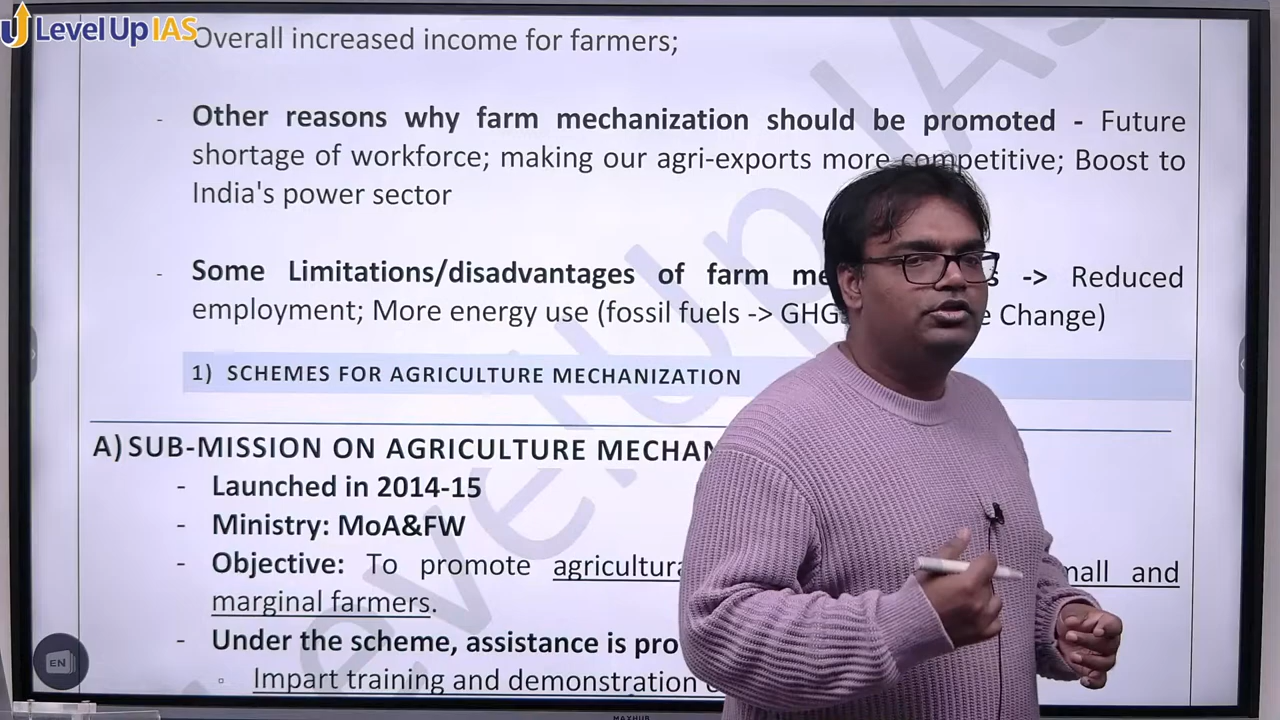 Level Up IAS
Overall increased income for farmers;
- Other reasons why farm mechanization should be promoted - Future
shortage of workforce; making our agri-exports more competitive; Boost to
India's power sector
- Some Limitations/disadvantages of farm me s -> Reduced
employment; More energy use (fossil fuels -> GHG e Change)
1) SCHEMES FOR AGRICULTURE MECHANIZATION
A) SUB-MISSION ON AGRICULTURE MECHAN
- Launched in 2014-15
- Ministry: MoA&FW
- Objective: To promote agricultura mall and
marginal farmers.
- Under the scheme, assistance is pro
Impart training and demonstration
EN
MAXHUB